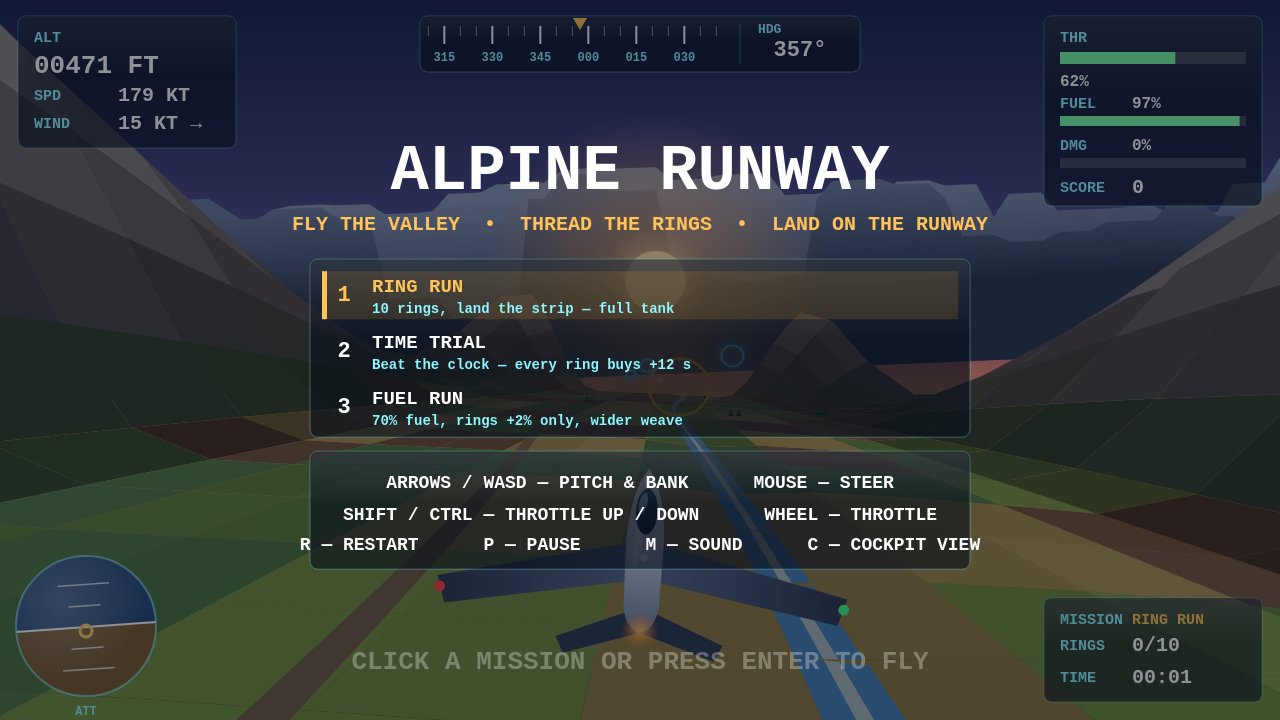 ALT
00471 FT
SPD 179 KT
WIND 15 KT →
315 330 345 000 015 030
HDG
357°
THR
62%
FUEL 97%
DMG 0%
SCORE 0
ALPINE RUNWAY
FLY THE VALLEY • THREAD THE RINGS • LAND ON THE RUNWAY
1 RING RUN
10 rings, land the strip — full tank
2 TIME TRIAL
Beat the clock — every ring buys +12 s
3 FUEL RUN
70% fuel, rings +2% only, wider weave
ARROWS / WASD — PITCH & BANK MOUSE — STEER
SHIFT / CTRL — THROTTLE UP / DOWN WHEEL — THROTTLE
R — RESTART P — PAUSE M — SOUND C — COCKPIT VIEW
CLICK A MISSION OR PRESS ENTER TO FLY
ATT
MISSION RING RUN
RINGS 0/10
TIME 00:01